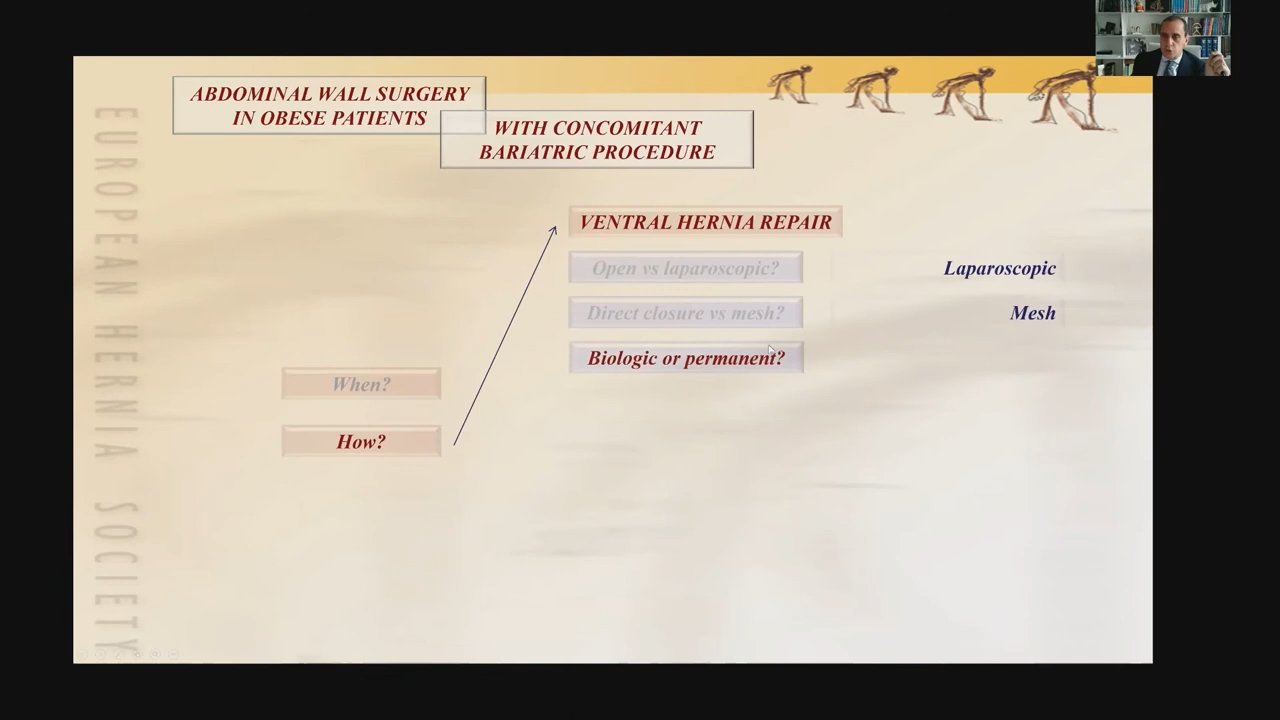 ABDOMINAL WALL SURGERY
IN OBESE PATIENTS
WITH CONCOMITANT
BARIATRIC PROCEDURE
EUROPEAN HERNIA SOCIETY
VENTRAL HERNIA REPAIR
Open vs laparoscopic?
Laparoscopic
Direct closure vs mesh?
Mesh
Biologic or permanent?
When?
How?